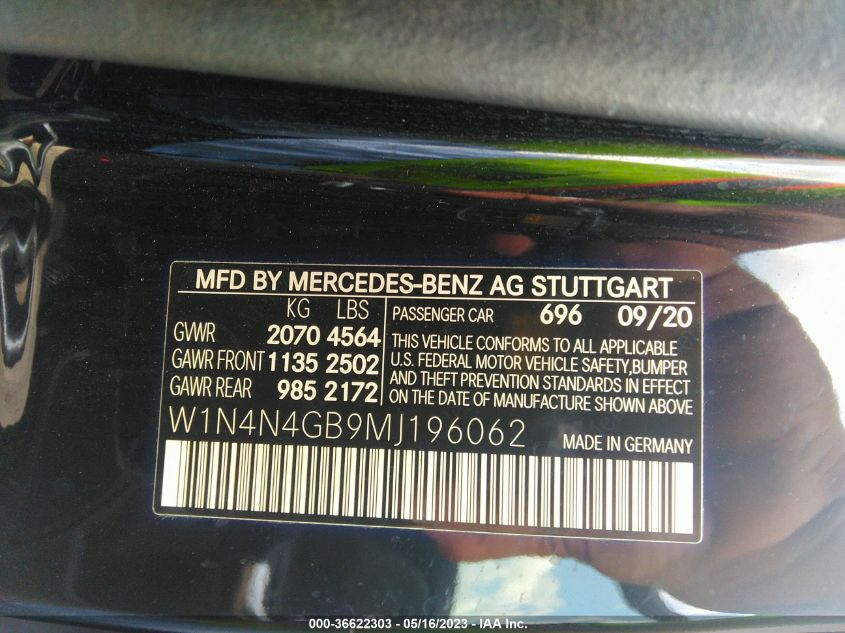 MFD BY MERCEDES-BENZ AG STUTTGART
KG LBS
GVWR 2070 4564
GAWR FRONT 1135 2502
GAWR REAR 985 2172
PASSENGER CAR 696 09/20
THIS VEHICLE CONFORMS TO ALL APPLICABLE
U.S. FEDERAL MOTOR VEHICLE SAFETY,BUMPER
AND THEFT PREVENTION STANDARDS IN EFFECT
ON THE DATE OF MANUFACTURE SHOWN ABOVE
W1N4N4GB9MJ196062
MADE IN GERMANY
000-36622303 - 05/16/2023 - IAA Inc.